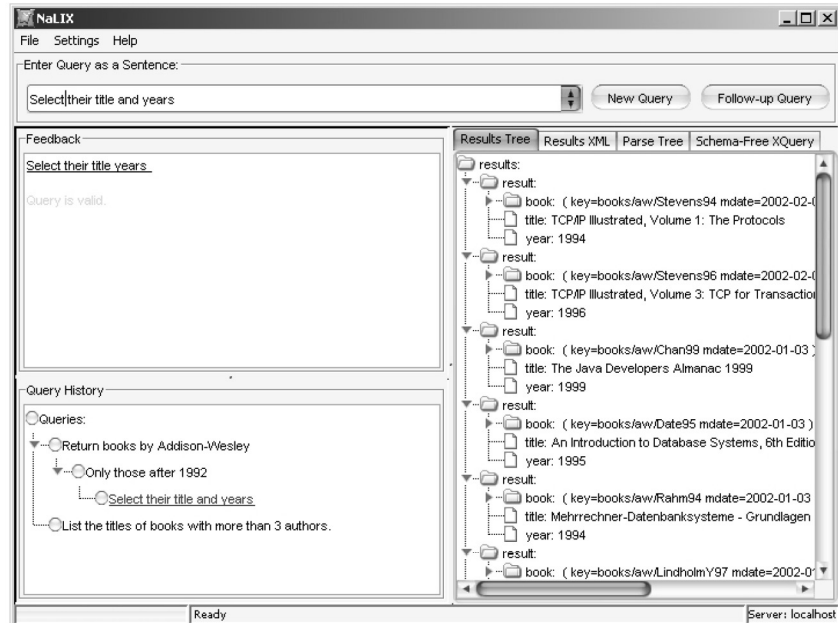 NaLIX
File Settings Help
Enter Query as a Sentence:
Select their title and years
New Query
Follow-up Query
Feedback
Select their title years
Query is valid.
Query History
Queries:
Return books by Addison-Wesley
Only those after 1992
Select their title and years
List the titles of books with more than 3 authors.
Results Tree Results XML Parse Tree Schema-Free XQuery
results:
result:
book: ( key=books/aw/Stevens94 mdate=2002-02-0
title: TCP/IP Illustrated, Volume 1: The Protocols
year: 1994
result:
book: ( key=books/aw/Stevens96 mdate=2002-02-0
title: TCP/IP Illustrated, Volume 3: TCP for Transaction
year: 1996
result:
book: ( key=books/aw/Chan99 mdate=2002-01-03 )
title: The Java Developers Almanac 1999
year: 1999
result:
book: ( key=books/aw/Date95 mdate=2002-01-03 )
title: An Introduction to Database Systems, 6th Editio
year: 1995
result:
book: ( key=books/aw/Rahm94 mdate=2002-01-03
title: Mehrrechner-Datenbanksysteme - Grundlagen
year: 1994
result:
book: ( key=books/aw/LindholmY97 mdate=2002-0
Ready
Server: localhost